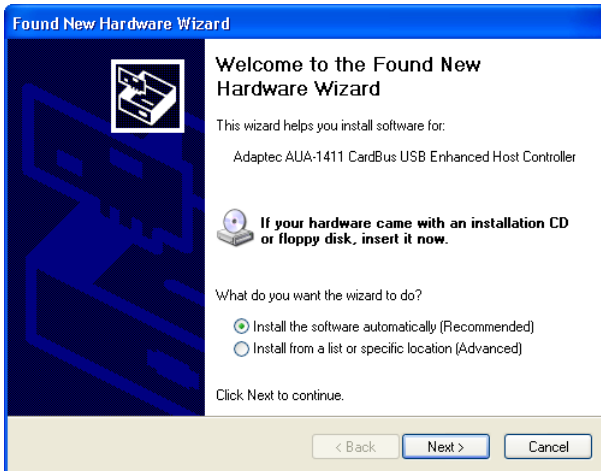 Found New Hardware Wizard
Welcome to the Found New
Hardware Wizard
This wizard helps you install software for:
Adaptec AUA-1411 CardBus USB Enhanced Host Controller
If your hardware came with an installation CD
or floppy disk, insert it now.
What do you want the wizard to do?
Install the software automatically (Recommended)
Install from a list or specific location (Advanced)
Click Next to continue.
< Back Next > Cancel